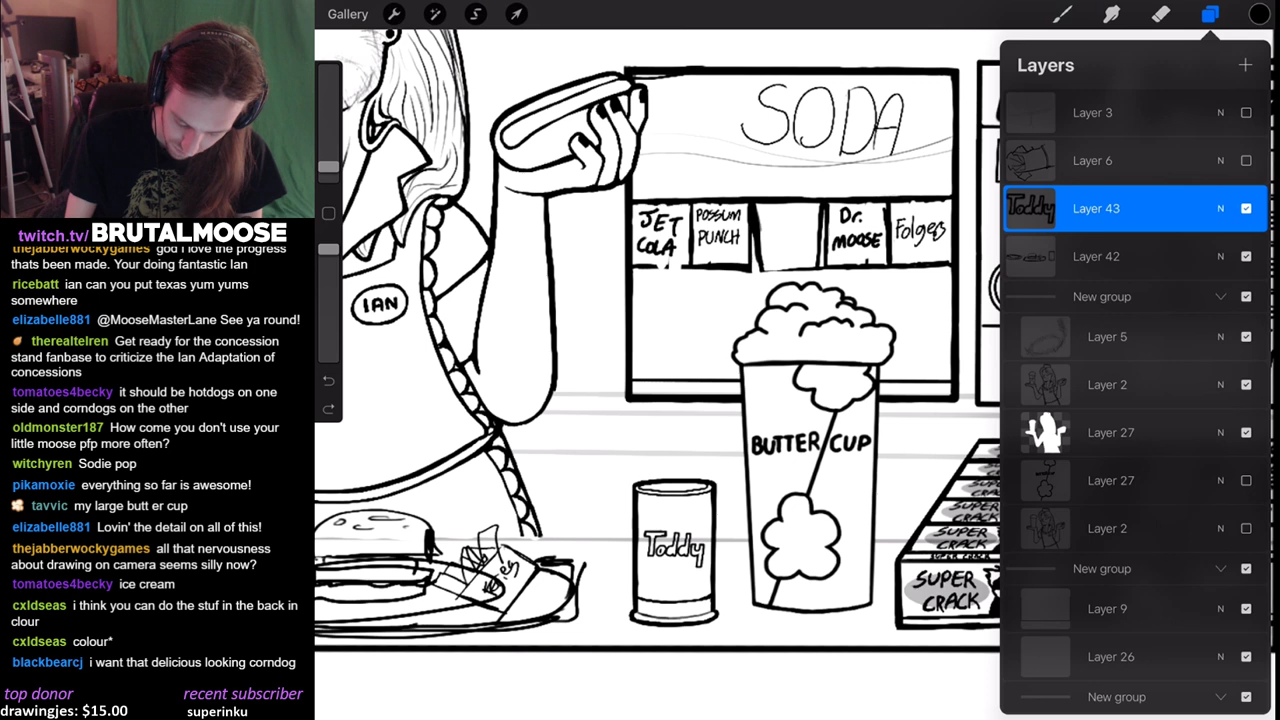 Gallery
Layers
twitch.tv/BRUTALMOOSE
thejabberwockygames god i love the progress
thats been made. Your doing fantastic Ian
ricebatt ian can you put texas yum yums
somewhere
elizabelle881 @MooseMasterLane See ya round!
therealtelren Get ready for the concession
stand fanbase to criticize the Ian Adaptation of
concessions
tomatoes4becky it should be hotdogs on one
side and corndogs on the other
oldmonster187 How come you don't use your
little moose pfp more often?
witchyren Sodie pop
pikamoxie everything so far is awesome!
tavvic my large butt er cup
elizabelle881 Lovin' the detail on all of this!
thejabberwockygames all that nervousness
about drawing on camera seems silly now?
tomatoes4becky ice cream
cxldseas i think you can do the stuf in the back in
clour
cxldseas colour*
blackbearcj i want that delicious looking corndog
top donor
drawingjes: $15.00
recent subscriber
superinku
SODA
JET
COLA
POSSUM
PUNCH
Dr.
MOOSE
Folgers
IAN
BUTTER CUP
Toddy
SUPER
CRACK
SUPER CRACK
SUPER
CRACK
Layer 3 N
Layer 6 N
Toddy
Layer 43 N
Layer 42 N
New group
Layer 5 N
Layer 2 N
Layer 27 N
Layer 27 N
Layer 2 N
New group
Layer 9 N
Layer 26 N
New group